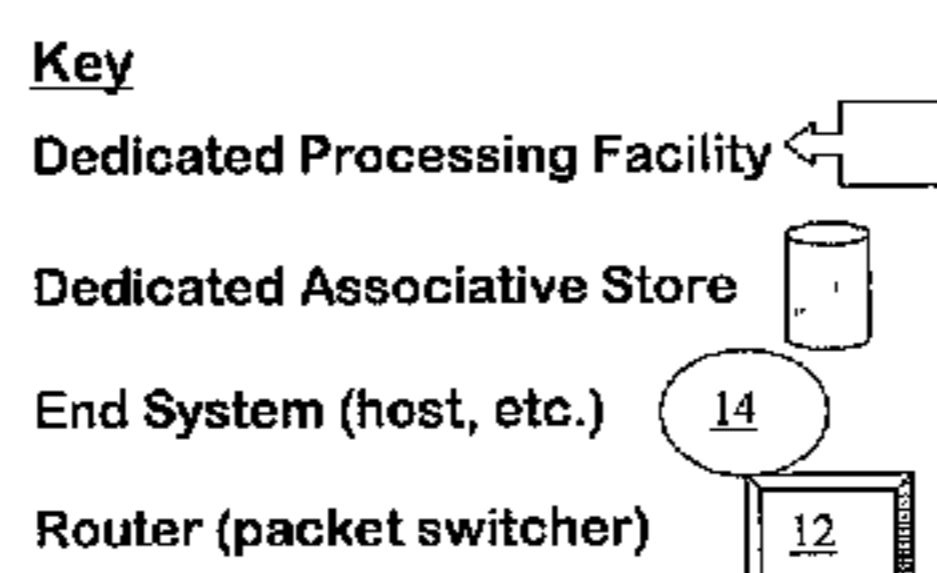 Key
Dedicated Processing Facility
Dedicated Associative Store
End System (host, etc.) 14
Router (packet switcher) 12